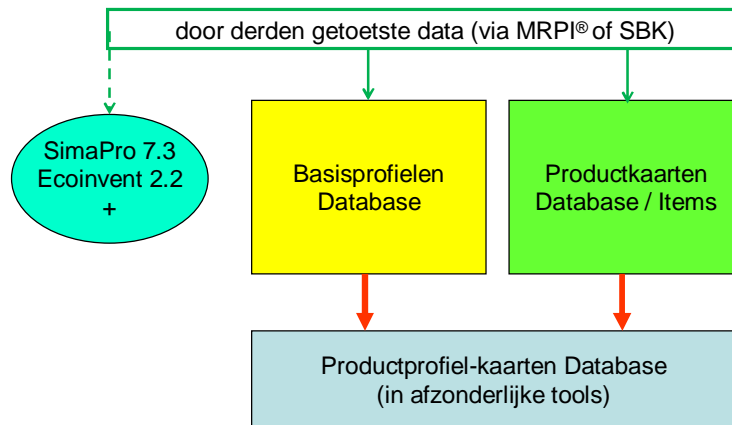 door derden getoetste data (via MRPI® of SBK)
SimaPro 7.3
Ecoinvent 2.2
+
Basisprofielen
Database
Productkaarten
Database / Items
Productprofiel-kaarten Database
(in afzonderlijke tools)